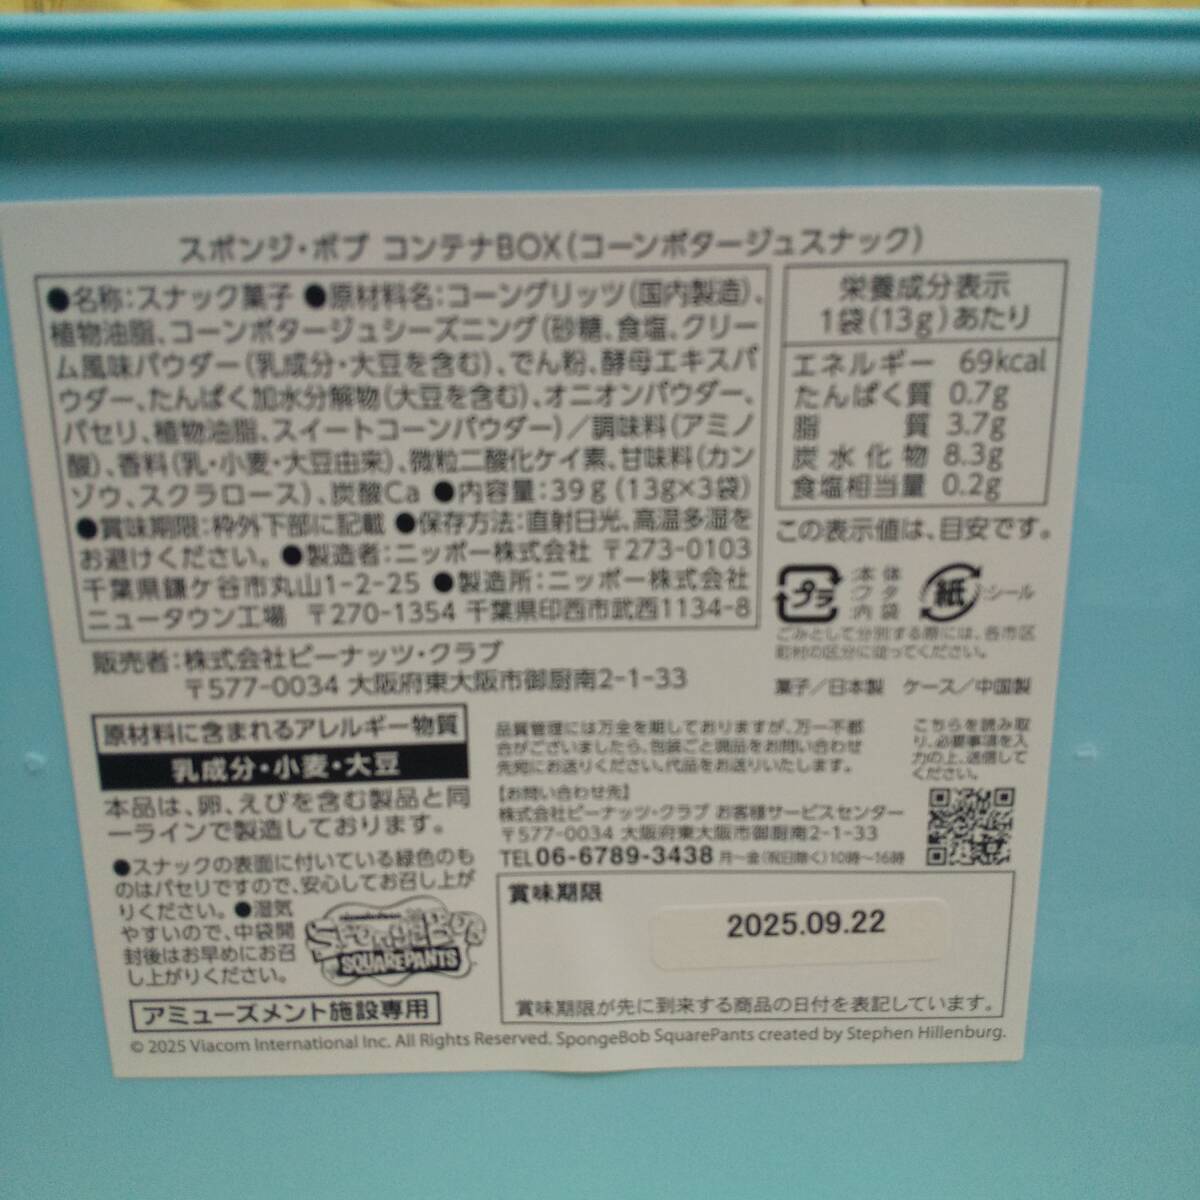 スポンジ・ボブ コンテナBOX(コーンポタージュスナック)
●名称:スナック菓子 ●原材料名:コーングリッツ(国内製造)、
植物油脂、コーンポタージュシーズニング(砂糖、食塩、クリー
ム風味パウダー(乳成分・大豆を含む)、でん粉、酵母エキスパ
ウダー、たんぱく加水分解物(大豆を含む)、オニオンパウダー、
パセリ、植物油脂、スイートコーンパウダー)/調味料(アミノ
酸)、香料(乳・小麦・大豆由来)、微粒二酸化ケイ素、甘味料(カン
ゾウ、スクラロース)、炭酸Ca ●内容量:39g(13g×3袋)
●賞味期限:枠外下部に記載 ●保存方法:直射日光、高温多湿を
お避けください。 ●製造者:ニッポー株式会社 〒273-0103
千葉県鎌ケ谷市丸山1-2-25 ●製造所:ニッポー株式会社
ニュータウン工場 〒270-1354 千葉県印西市武西1134-8
販売者:株式会社ピーナッツ・クラブ
〒577-0034 大阪府東大阪市御厨南2-1-33
栄養成分表示
1袋(13g)あたり
エネルギー 69kcal
たんぱく質 0.7g
脂質 3.7g
炭水化物 8.3g
食塩相当量 0.2g
この表示値は、目安です。
プラ 本体 フタ 内袋 紙 :シール
ごみとして分別する際には、各市区
町村の区分に従ってください。
菓子/日本製 ケース/中国製
原材料に含まれるアレルギー物質
乳成分・小麦・大豆
本品は、卵、えびを含む製品と同
一ラインで製造しております。
●スナックの表面に付いている緑色のも
のはパセリですので、安心してお召し上が
りください。 ●湿気
やすいので、中袋開
封後はお早めにお召
し上がりください。
nickelodeon
SPONGEBOB
SQUAREPANTS
アミューズメント施設専用
品質管理には万全を期しておりますが、万一不都
合がございましたら、包装ごと現品をお問い合わせ
先宛にお送りください。代品をお送りいたします。
【お問い合わせ先】
株式会社ピーナッツ・クラブ お客様サービスセンター
〒577-0034 大阪府東大阪市御厨南2-1-33
TEL06-6789-3438 月~金(祝日除く)10時~16時
こちらを読み取
り、必要事項を入
力の上、送信して
ください。
賞味期限
2025.09.22
賞味期限が先に到来する商品の日付を表記しています。
© 2025 Viacom International Inc. All Rights Reserved. SpongeBob SquarePants created by Stephen Hillenburg.